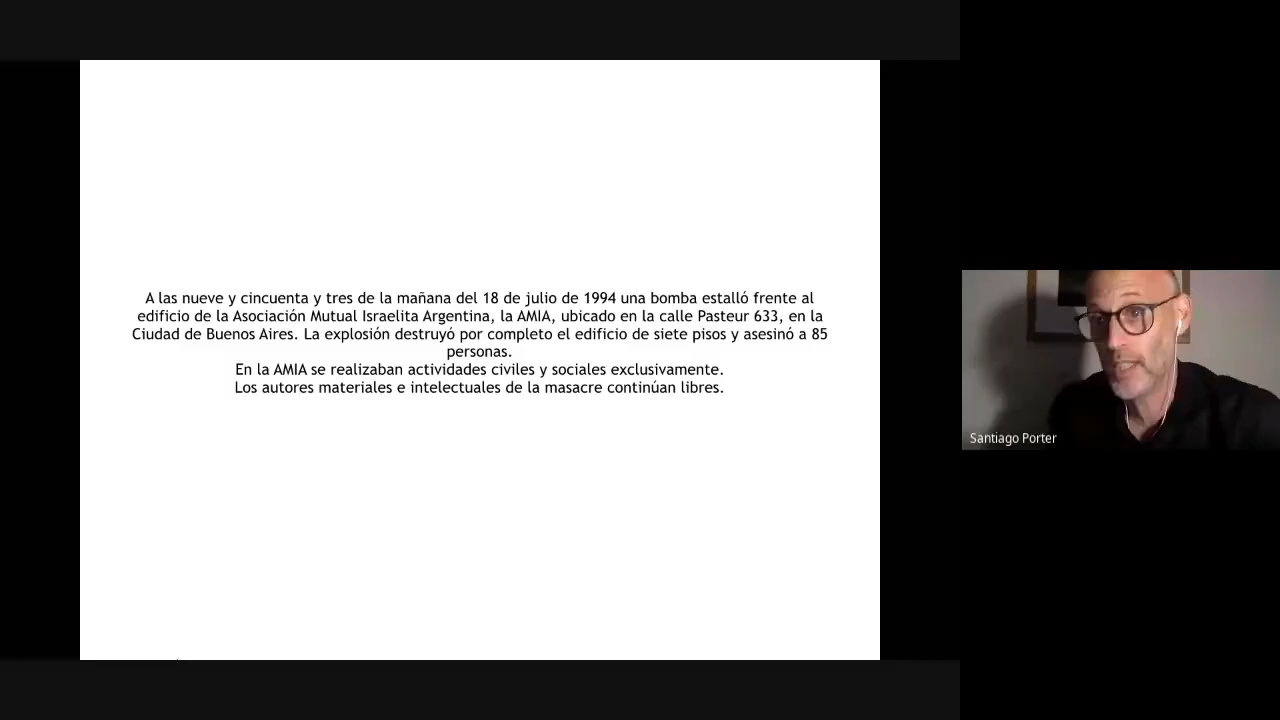 A las nueve y cincuenta y tres de la mañana del 18 de julio de 1994 una bomba estalló frente al
edificio de la Asociación Mutual Israelita Argentina, la AMIA, ubicado en la calle Pasteur 633, en la
Ciudad de Buenos Aires. La explosión destruyó por completo el edificio de siete pisos y asesinó a 85
personas.
En la AMIA se realizaban actividades civiles y sociales exclusivamente.
Los autores materiales e intelectuales de la masacre continúan libres.
Santiago Porter